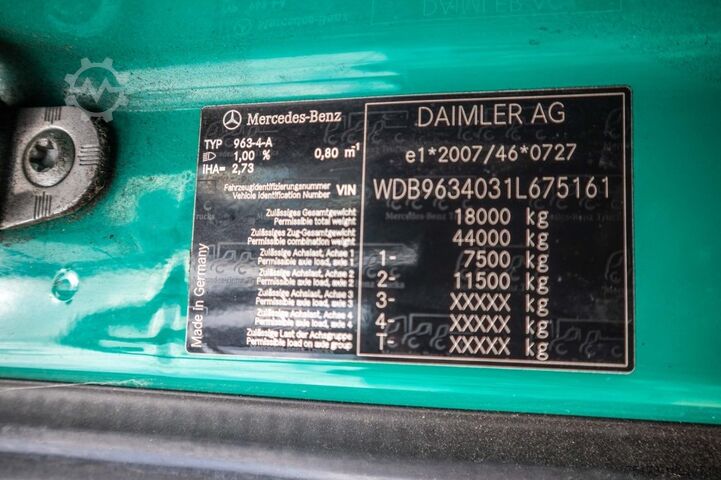 Mercedes-Benz
TYP 963-4-A
1,00 % 0,80 m⁻¹
iHA= 2,73
DAIMLER AG
e1*2007/46*0727
Fahrzeugidentifizierungsnummer
Vehicle Identification Number VIN WDB9634031L675161
Zulässiges Gesamtgewicht
Permissible total weight 18000 kg
Zulässiges Zug-Gesamtgewicht
Permissible combination weight 44000 kg
Zulässige Achslast, Achse 1
Permissible axle load, axle 1 1- 7500 kg
Zulässige Achslast, Achse 2
Permissible axle load, axle 2 2- 11500 kg
Zulässige Achslast, Achse 3
Permissible axle load, axle 3 3- XXXXX kg
Zulässige Achslast, Achse 4
Permissible axle load, axle 4 4- XXXXX kg
Zulässige Last der Achsgruppe
Permissible load on axle group T- XXXXX kg
Made in Germany